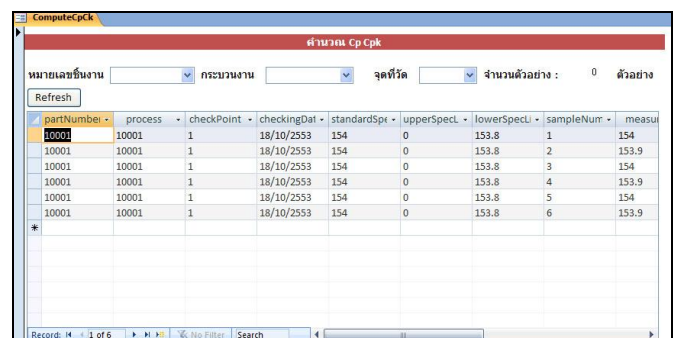 ComputeCpCk
คำนวณ Cp Cpk
หมายเลขชิ้นงาน กระบวนงาน จุดที่วัด จำนวนตัวอย่าง : 0 ตัวอย่าง
Refresh
partNumber process checkPoint checkingDat standardSpe upperSpecL lowerSpecLi sampleNum measur
10001 10001 1 18/10/2553 154 0 153.8 1 154
10001 10001 1 18/10/2553 154 0 153.8 2 153.9
10001 10001 1 18/10/2553 154 0 153.8 3 154
10001 10001 1 18/10/2553 154 0 153.8 4 153.9
10001 10001 1 18/10/2553 154 0 153.8 5 154
10001 10001 1 18/10/2553 154 0 153.8 6 153.9
Record: 1 of 6 No Filter Search